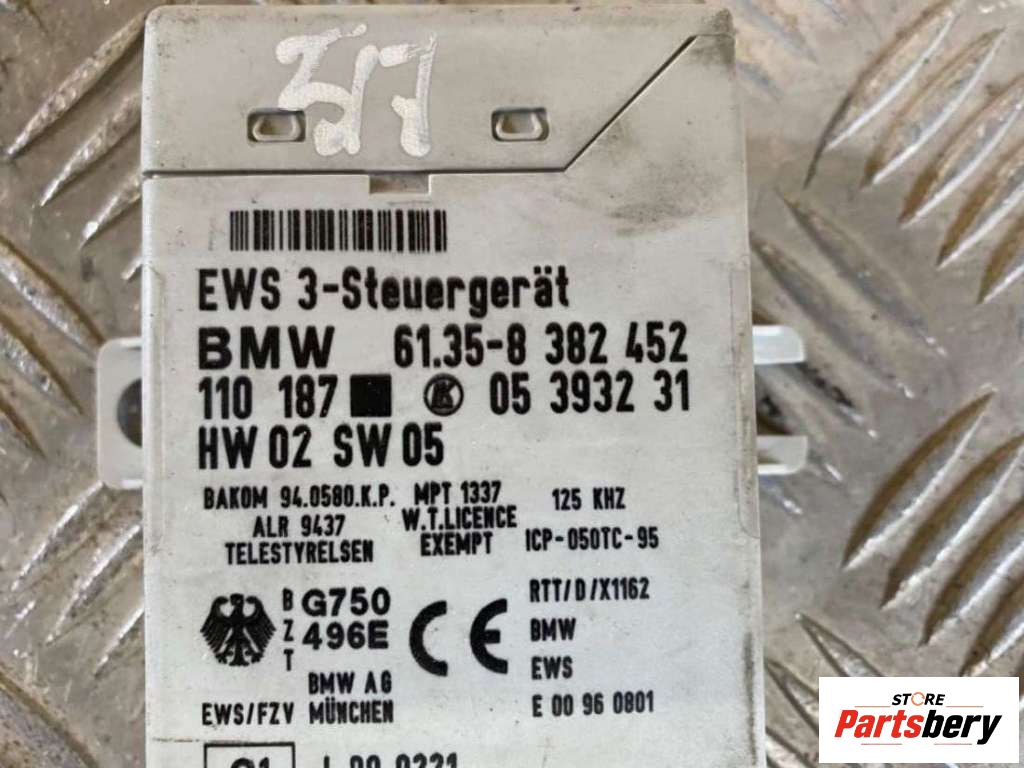 EWS 3-Steuergerät
BMW 61.35-8 382 452
110 187 K 05 3932 31
HW 02 SW 05
BAKOM 94.0580.K.P. MPT 1337 125 KHZ
ALR 9437 W.T.LICENCE
TELESTYRELSEN EXEMPT ICP-050TC-95
BZT G750 496E CE RTT/D/X1162
BMW
EWS
BMW AG
EWS/FZV MÜNCHEN E 00 96 0801
STORE
Partsbery